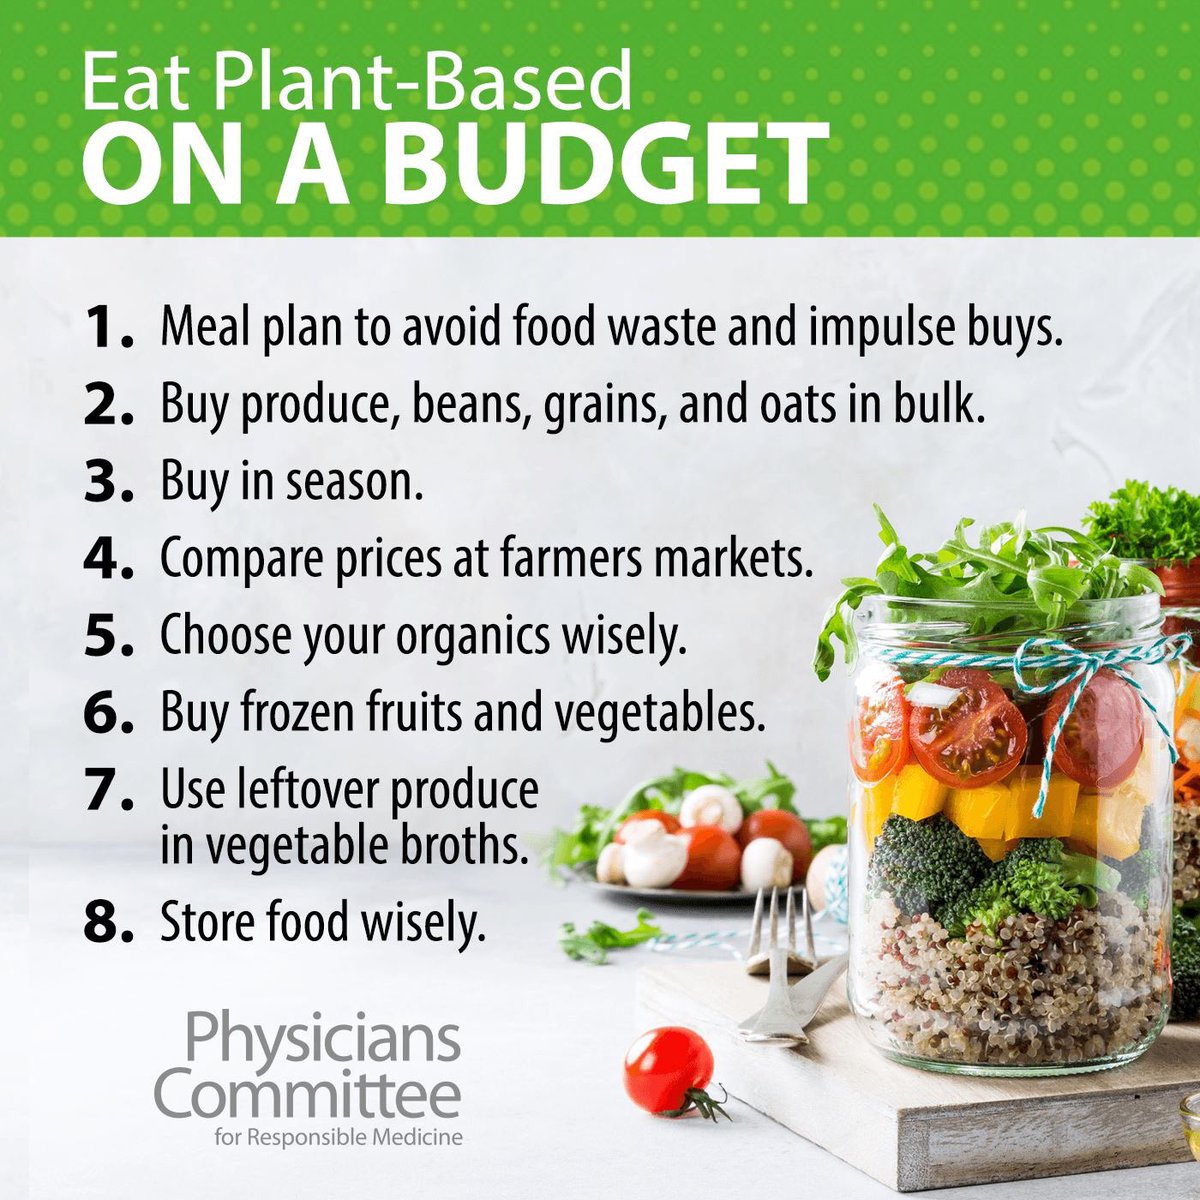 Eat Plant-Based
ON A BUDGET
1. Meal plan to avoid food waste and impulse buys.
2. Buy produce, beans, grains, and oats in bulk.
3. Buy in season.
4. Compare prices at farmers markets.
5. Choose your organics wisely.
6. Buy frozen fruits and vegetables.
7. Use leftover produce
in vegetable broths.
8. Store food wisely.
Physicians
Committee
for Responsible Medicine